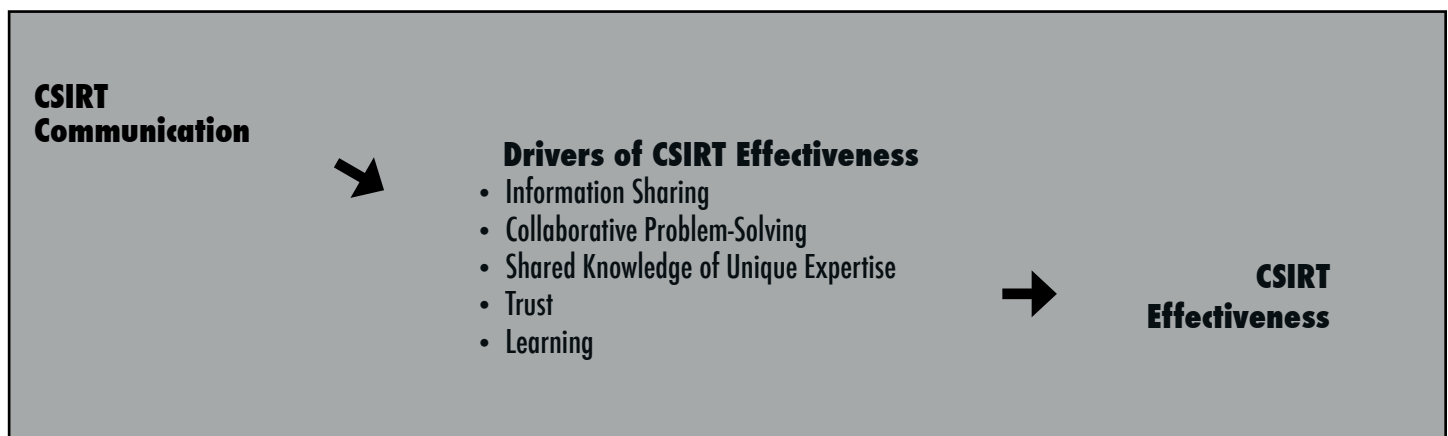 CSIRT
Communication
Drivers of CSIRT Effectiveness
• Information Sharing
• Collaborative Problem-Solving
• Shared Knowledge of Unique Expertise
• Trust
• Learning
CSIRT
Effectiveness